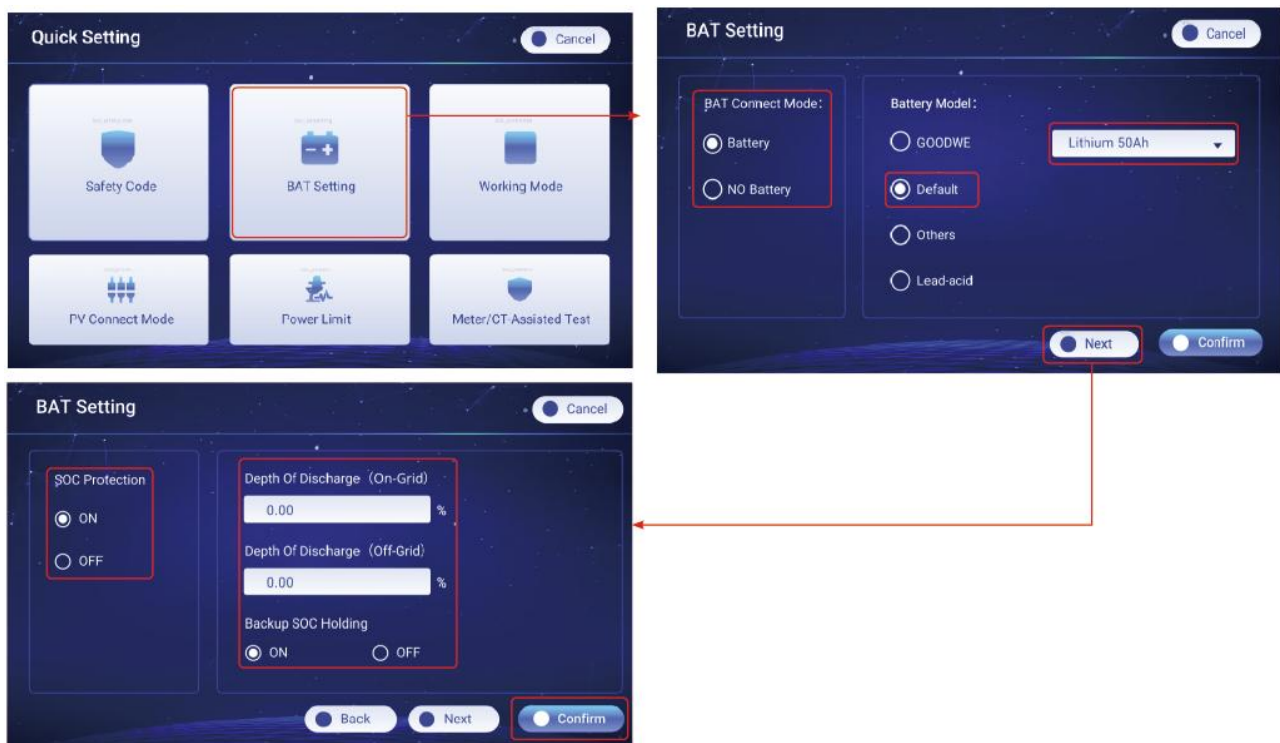 Quick Setting
Cancel
Safety Code
BAT Setting
Working Mode
PV Connect Mode
Power Limit
Meter/CT-Assisted Test
BAT Setting
Cancel
BAT Connect Mode:
Battery
NO Battery
Battery Model:
GOODWE
Lithium 50Ah
Default
Others
Lead-acid
Next
Confirm
BAT Setting
Cancel
SOC Protection
ON
OFF
Depth Of Discharge (On-Grid)
0.00 %
Depth Of Discharge (Off-Grid)
0.00 %
Backup SOC Holding
ON OFF
Back
Next
Confirm